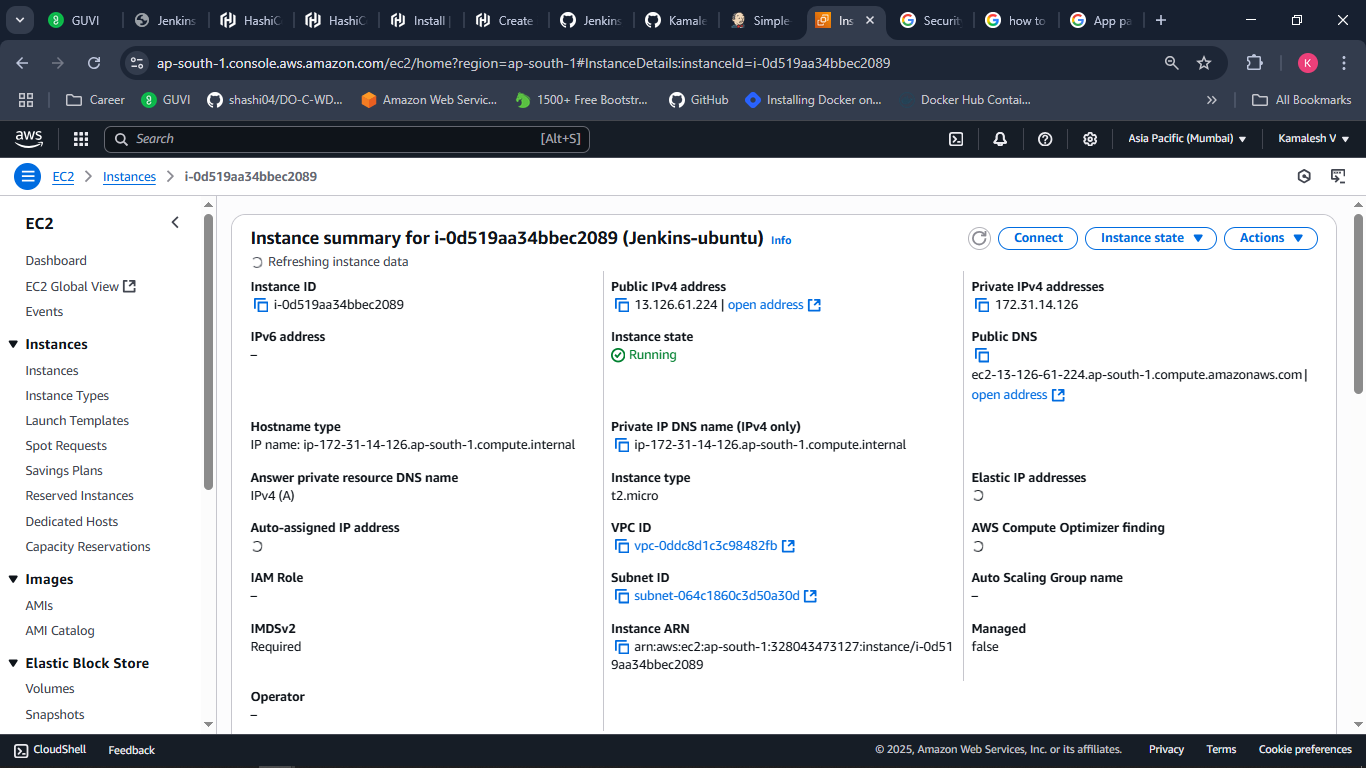 GUVI
Jenkins
HashiC
HashiC
Install |
Create
Jenkins
Kamale
Simple-
Ins
Securit
how to
App pa
ap-south-1.console.aws.amazon.com/ec2/home?region=ap-south-1#InstanceDetails:instanceId=i-0d519aa34bbec2089
K
Career
GUVI
shashi04/DO-C-WD...
Amazon Web Servic...
1500+ Free Bootstr...
GitHub
Installing Docker on...
Docker Hub Contai...
All Bookmarks
aws
Search
[Alt+S]
Asia Pacific (Mumbai)
Kamalesh V
EC2
Instances
i-0d519aa34bbec2089
EC2
Dashboard
EC2 Global View
Events
Instances
Instances
Instance Types
Launch Templates
Spot Requests
Savings Plans
Reserved Instances
Dedicated Hosts
Capacity Reservations
Images
AMIs
AMI Catalog
Elastic Block Store
Volumes
Snapshots
Instance summary for i-0d519aa34bbec2089 (Jenkins-ubuntu) Info
Connect
Instance state
Actions
Refreshing instance data
Instance ID
i-0d519aa34bbec2089
Public IPv4 address
13.126.61.224 | open address
Private IPv4 addresses
172.31.14.126
IPv6 address
–
Instance state
Running
Public DNS
ec2-13-126-61-224.ap-south-1.compute.amazonaws.com |
open address
Hostname type
IP name: ip-172-31-14-126.ap-south-1.compute.internal
Private IP DNS name (IPv4 only)
ip-172-31-14-126.ap-south-1.compute.internal
Answer private resource DNS name
IPv4 (A)
Instance type
t2.micro
Elastic IP addresses
Auto-assigned IP address
VPC ID
vpc-0ddc8d1c3c98482fb
AWS Compute Optimizer finding
IAM Role
–
Subnet ID
subnet-064c1860c3d50a30d
Auto Scaling Group name
–
IMDSv2
Required
Instance ARN
arn:aws:ec2:ap-south-1:328043473127:instance/i-0d51
9aa34bbec2089
Managed
false
Operator
–
CloudShell
Feedback
© 2025, Amazon Web Services, Inc. or its affiliates.
Privacy
Terms
Cookie preferences